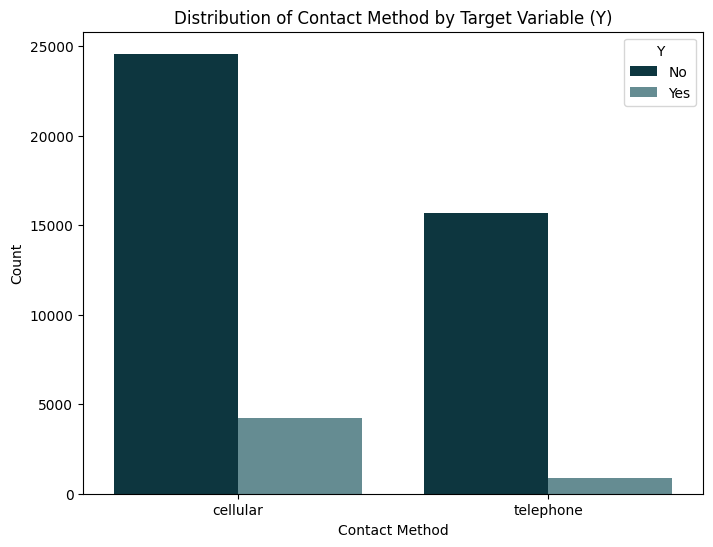 Distribution of Contact Method by Target Variable (Y)
Y
No
Yes
25000
20000
15000
10000
5000
0
Count
cellular
telephone
Contact Method